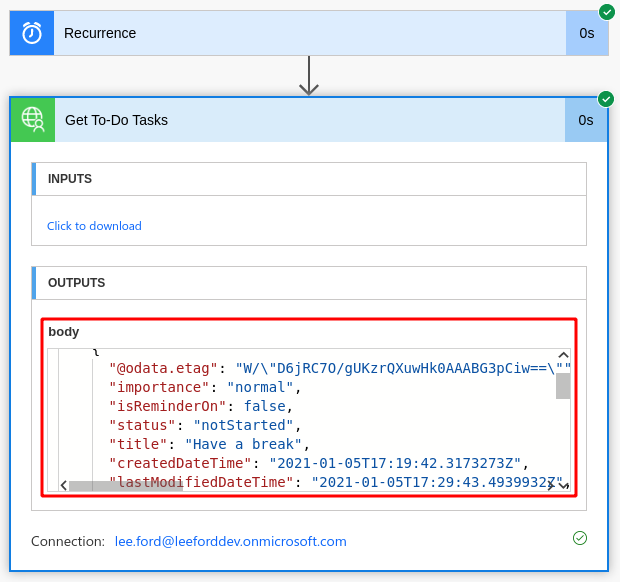 Recurrence
0s
Get To-Do Tasks
0s
INPUTS
Click to download
OUTPUTS
body
{
"@odata.etag": "W/\"D6jRC7O/gUKzrQXuwHk0AAABG3pCiw==\""
"importance": "normal",
"isReminderOn": false,
"status": "notStarted",
"title": "Have a break",
"createdDateTime": "2021-01-05T17:19:42.3173273Z",
"lastModifiedDateTime": "2021-01-05T17:29:43.4939932Z",
Connection: lee.ford@leeforddev.onmicrosoft.com